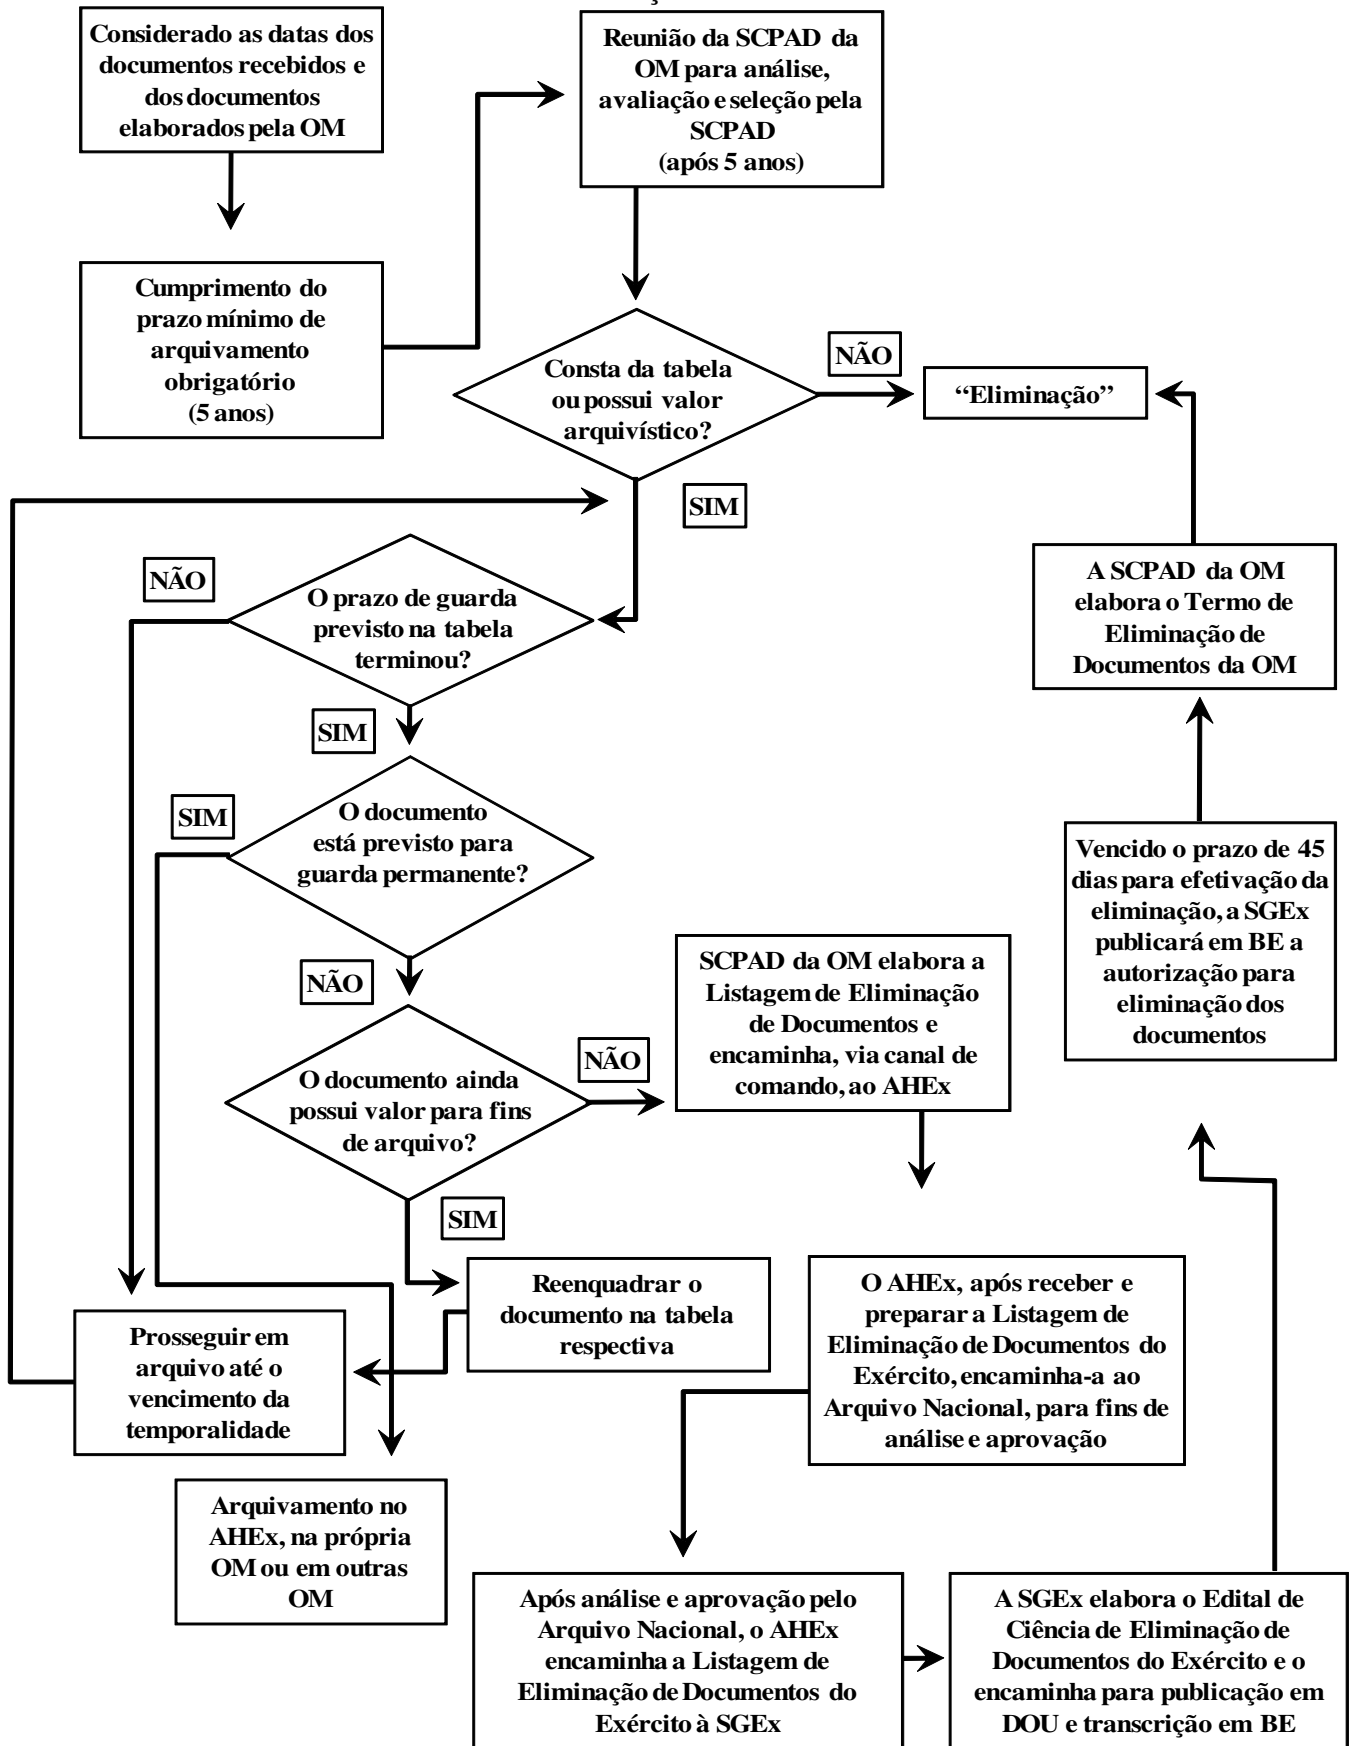 Considerado as datas dos
documentos recebidos e
dos documentos
elaborados pela OM
Reunião da SCPAD da
OM para análise,
avaliação e seleção pela
SCPAD
(após 5 anos)
Cumprimento do
prazo mínimo de
arquivamento
obrigatório
(5 anos)
Consta da tabela
ou possui valor
arquivístico?
NÃO
“Eliminação”
SIM
NÃO
O prazo de guarda
previsto na tabela
terminou?
A SCPAD da OM
elabora o Termo de
Eliminação de
Documentos da OM
SIM
SIM
O documento
está previsto para
guarda permanente?
Vencido o prazo de 45
dias para efetivação da
eliminação, a SGEx
publicará em BE a
autorização para
eliminação dos
documentos
NÃO
SCPAD da OM elabora a
Listagem de Eliminação
de Documentos e
encaminha, via canal de
comando, ao AHEx
NÃO
O documento ainda
possui valor para fins
de arquivo?
SIM
Reenquadrar o
documento na tabela
respectiva
O AHEx, após receber e
preparar a Listagem de
Eliminação de Documentos do
Exército, encaminha-a ao
Arquivo Nacional, para fins de
análise e aprovação
Prosseguir em
arquivo até o
vencimento da
temporalidade
Arquivamento no
AHEx, na própria
OM ou em outras
OM
Após análise e aprovação pelo
Arquivo Nacional, o AHEx
encaminha a Listagem de
Eliminação de Documentos do
Exército à SGEx
A SGEx elabora o Edital de
Ciência de Eliminação de
Documentos do Exército e o
encaminha para publicação em
DOU e transcrição em BE